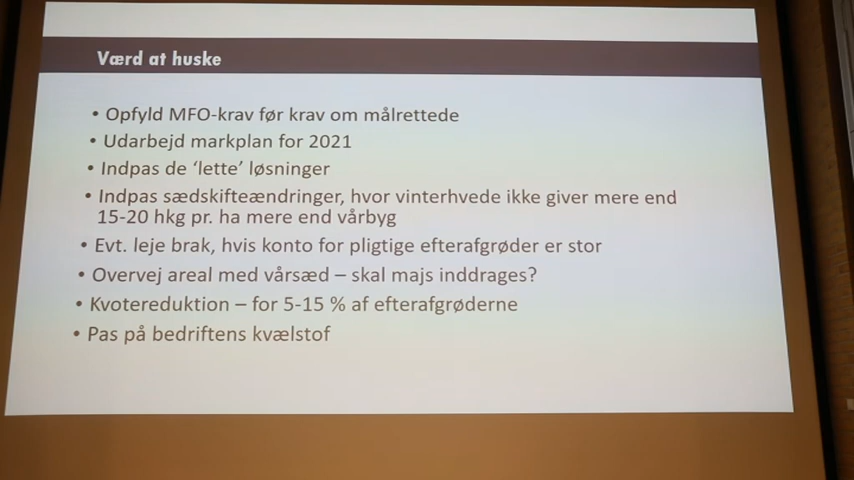 Værd at huske
• Opfyld MFO-krav før krav om målrettede
• Udarbejd markplan for 2021
• Indpas de ‘lette’ løsninger
• Indpas sædskifteændringer, hvor vinterhvede ikke giver mere end
15-20 hkg pr. ha mere end vårbyg
• Evt. leje brak, hvis konto for pligtige efterafgrøder er stor
• Overvej areal med vårsæd – skal majs inddrages?
• Kvotereduktion – for 5-15 % af efterafgrøderne
• Pas på bedriftens kvælstof